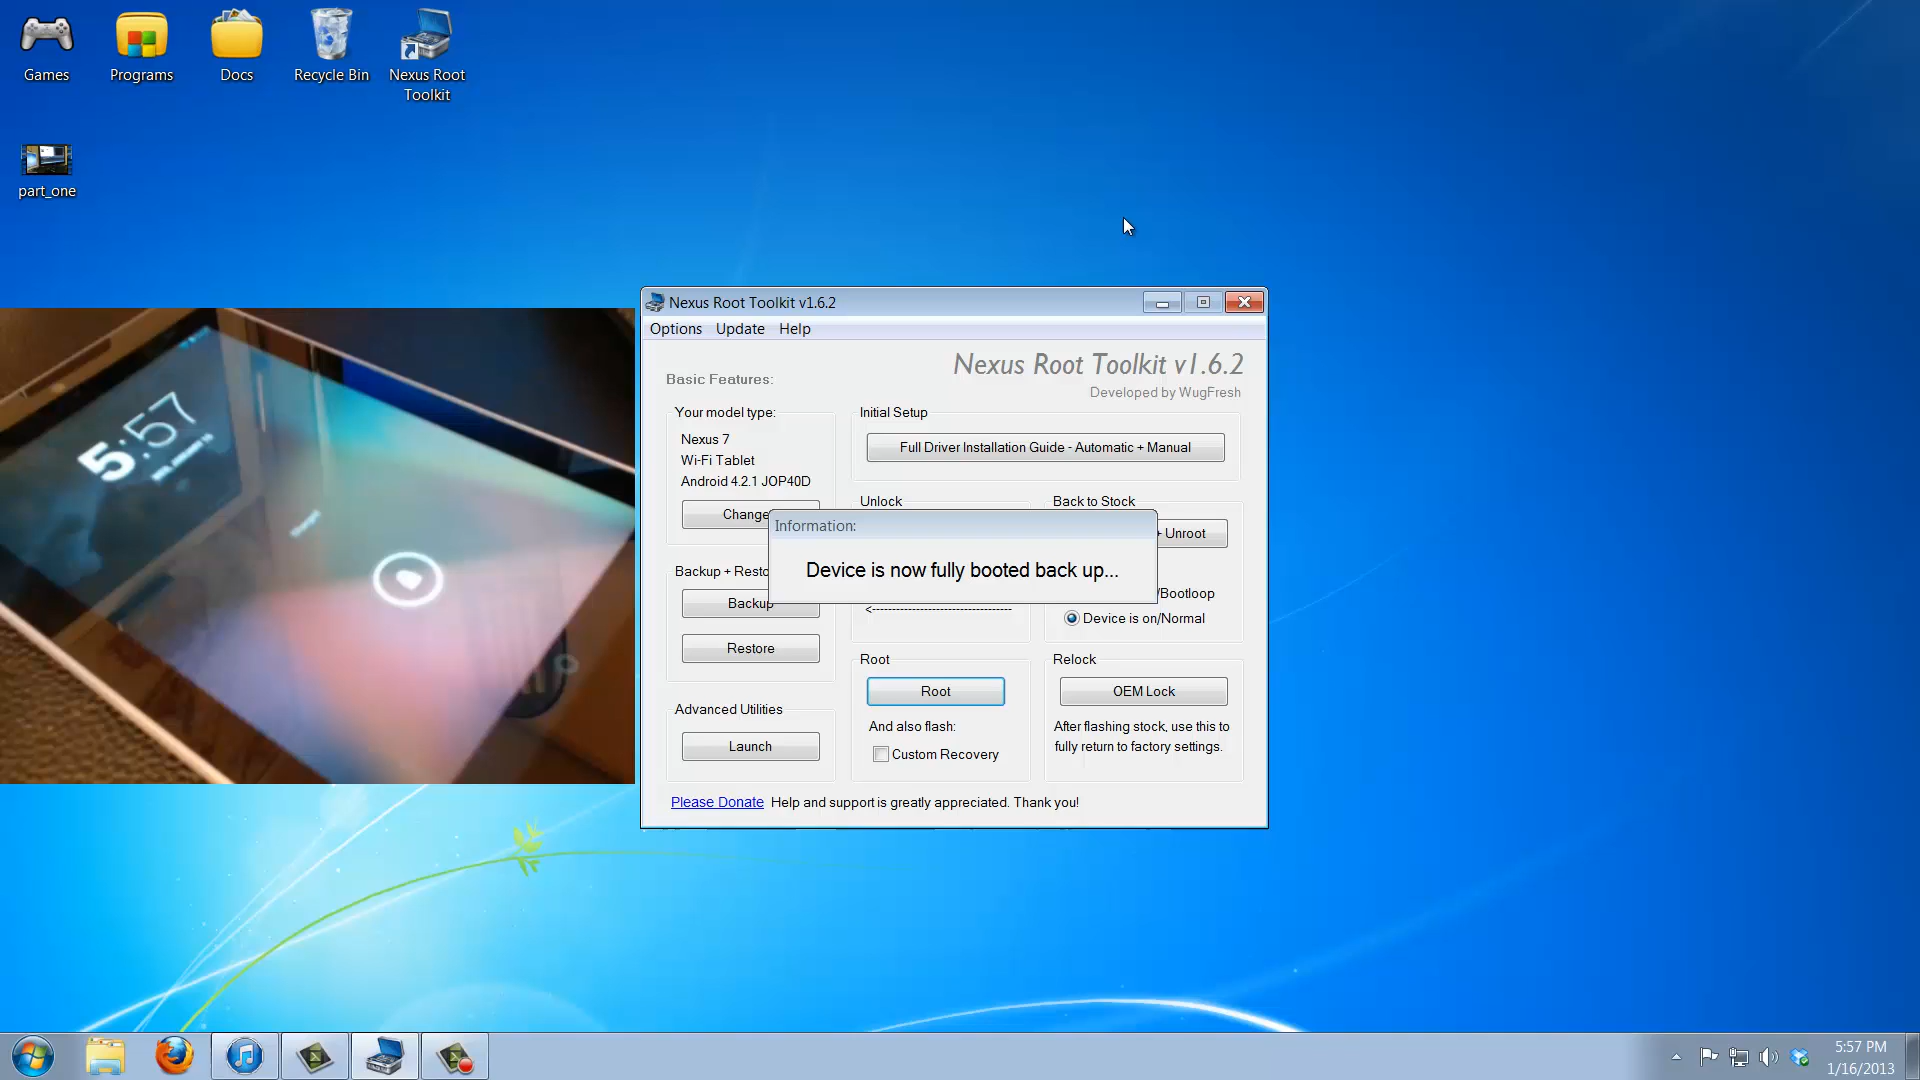 Games
Programs
Docs
Recycle Bin
Nexus Root
Toolkit
part_one
5:57
Nexus Root Toolkit v1.6.2
Options Update Help
Nexus Root Toolkit v1.6.2
Developed by WugFresh
Basic Features:
Your model type:
Nexus 7
Wi-Fi Tablet
Android 4.2.1 JOP40D
Change
Initial Setup
Full Driver Installation Guide - Automatic + Manual
Unlock
Back to Stock
+ Unroot
Information:
Device is now fully booted back up...
Backup + Resto
Backup
Restore
<-----------------------------------
/Bootloop
Device is on/Normal
Root
Root
And also flash:
Custom Recovery
Relock
OEM Lock
After flashing stock, use this to
fully return to factory settings.
Advanced Utilities
Launch
Please Donate Help and support is greatly appreciated. Thank you!
5:57 PM
1/16/2013